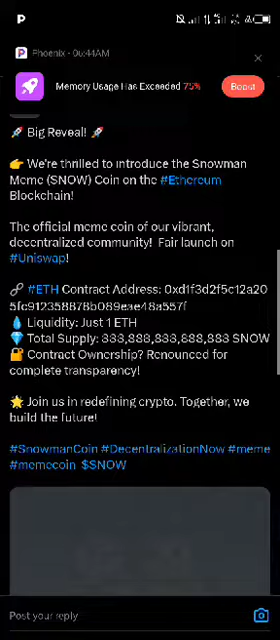 P
Phoenix - 06:44AM
Memory Usage Has Exceeded 75%
Boost
🚀 Big Reveal! 🚀
👉 We're thrilled to introduce the Snowman
Meme (SNOW) Coin on the #Ethereum
Blockchain!
The official meme coin of our vibrant,
decentralized community! Fair launch on
#Uniswap!
🔗 #ETH Contract Address: 0xd1f3d2f5c12a20
5fc912358878b089eae48a557f
💧 Liquidity: Just 1 ETH
💎 Total Supply: 333,888,888,888,888 SNOW
🔐 Contract Ownership? Renounced for
complete transparency!
🌟 Join us in redefining crypto. Together, we
build the future!
#SnowmanCoin #DecentralizationNow #meme
#memecoin $SNOW
Post your reply